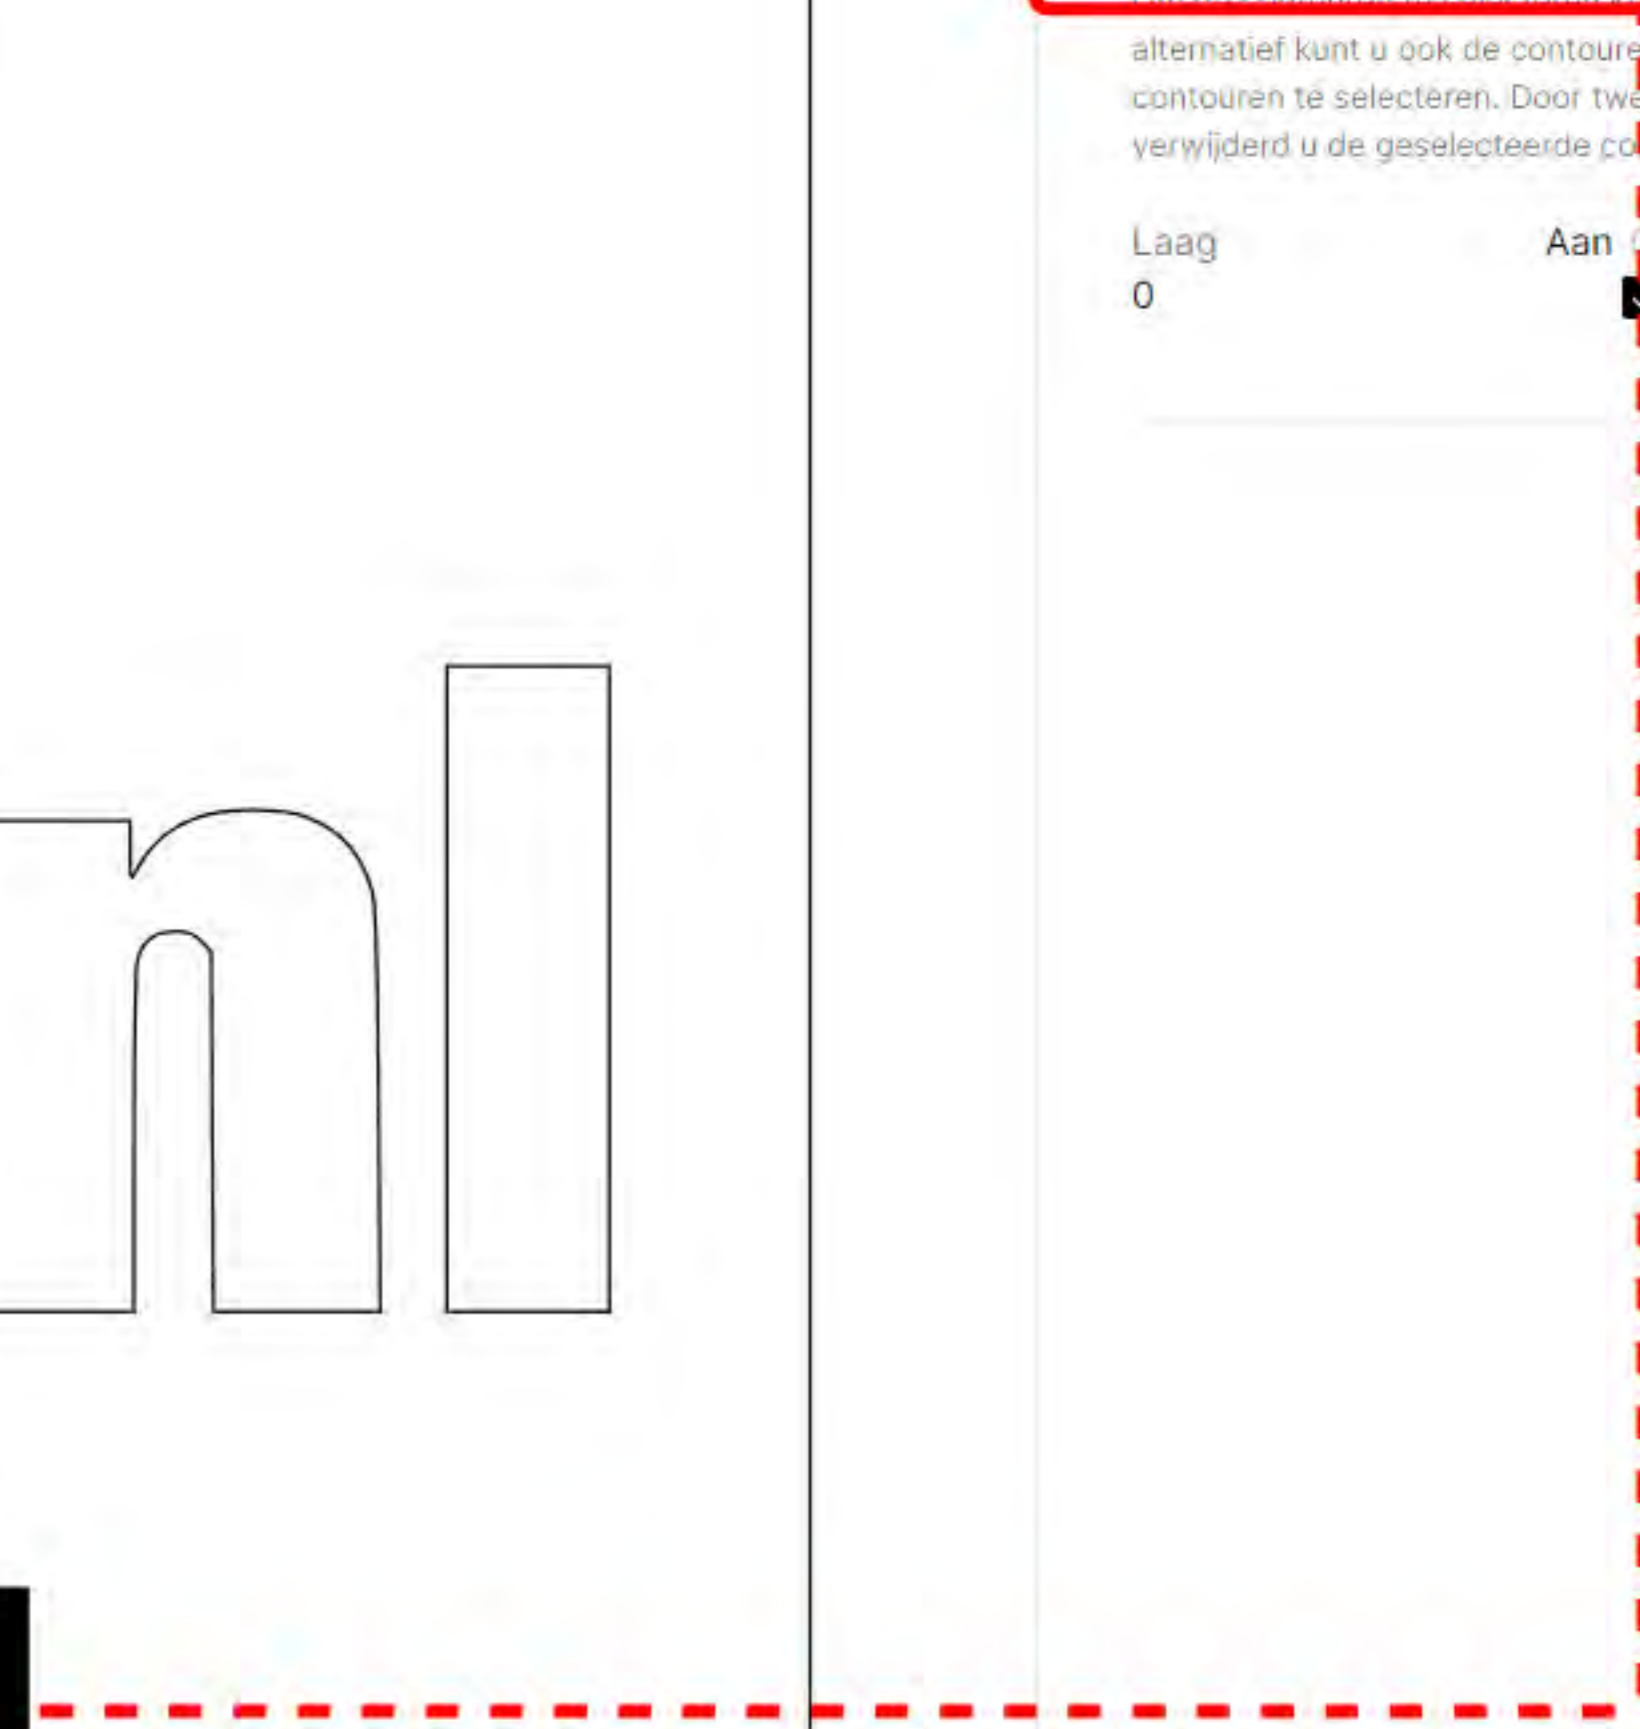 nl
alternatief kunt u ook de contoure
contouren te selecteren. Door twe
verwijderd u de geselecteerde co
Laag Aan
0